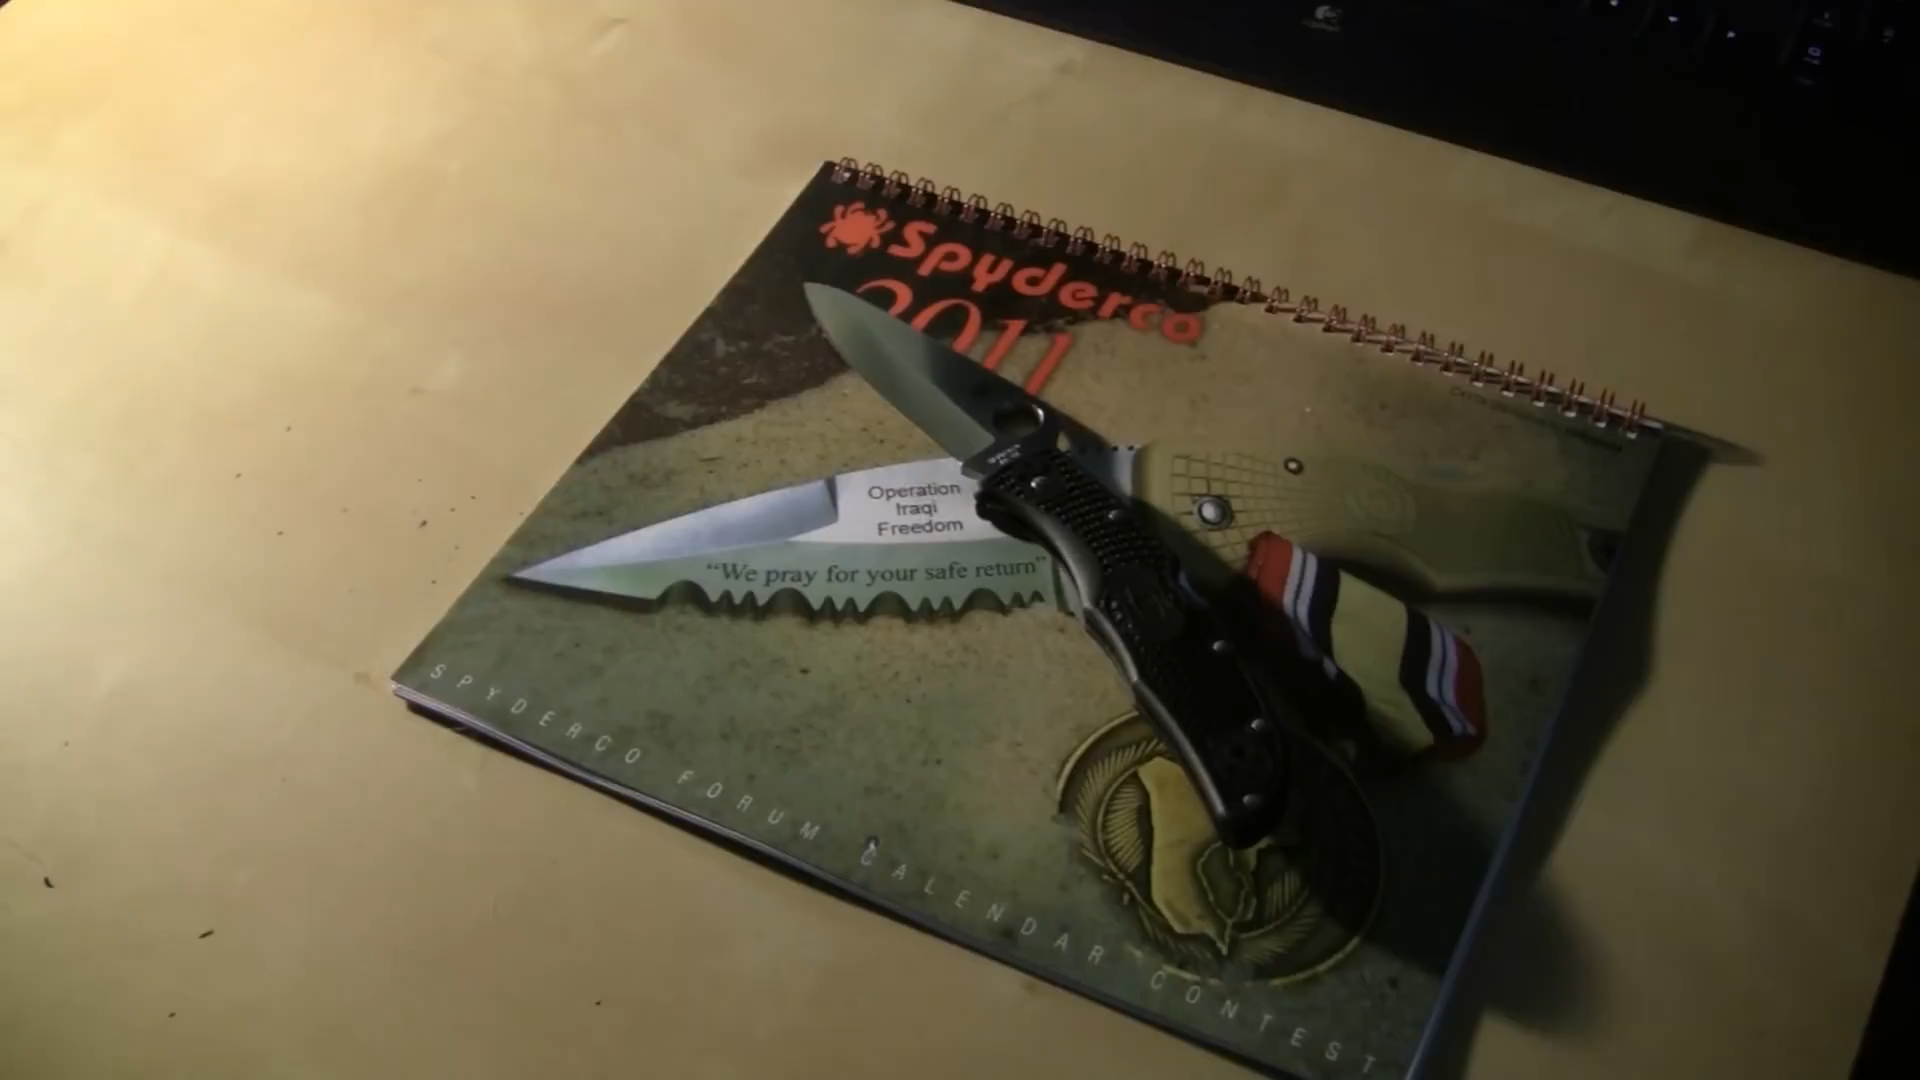 Spyderco
2011
Operation
Iraqi
Freedom
"We pray for your safe return"
SPYDERCO FORUM CALENDAR CONTEST